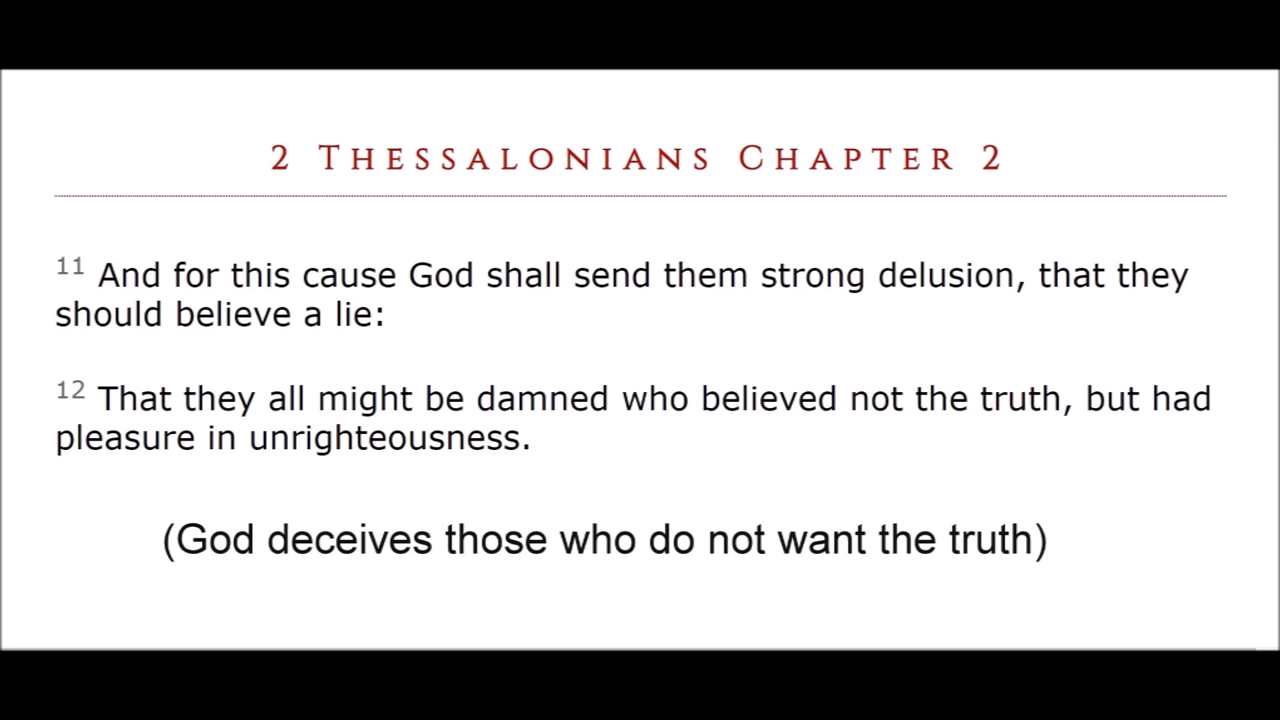 2 Thessalonians Chapter 2
11 And for this cause God shall send them strong delusion, that they
should believe a lie:
12 That they all might be damned who believed not the truth, but had
pleasure in unrighteousness.
(God deceives those who do not want the truth)